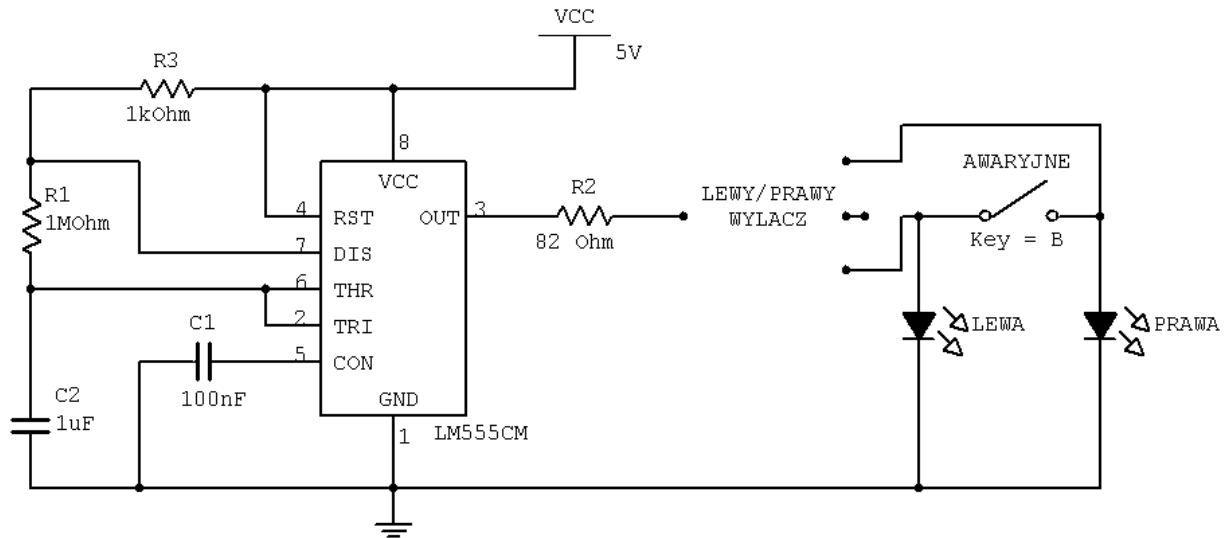 VCC
5V
R3
1kOhm
8
VCC
R1
1MOhm
4
RST
OUT
3
R2
82 Ohm
LEWY/PRAWY
WYLACZ
AWARYJNE
Key = B
7
DIS
6
THR
2
TRI
C1
100nF
5
CON
LEWA
PRAWA
C2
1uF
GND
1
LM555CM